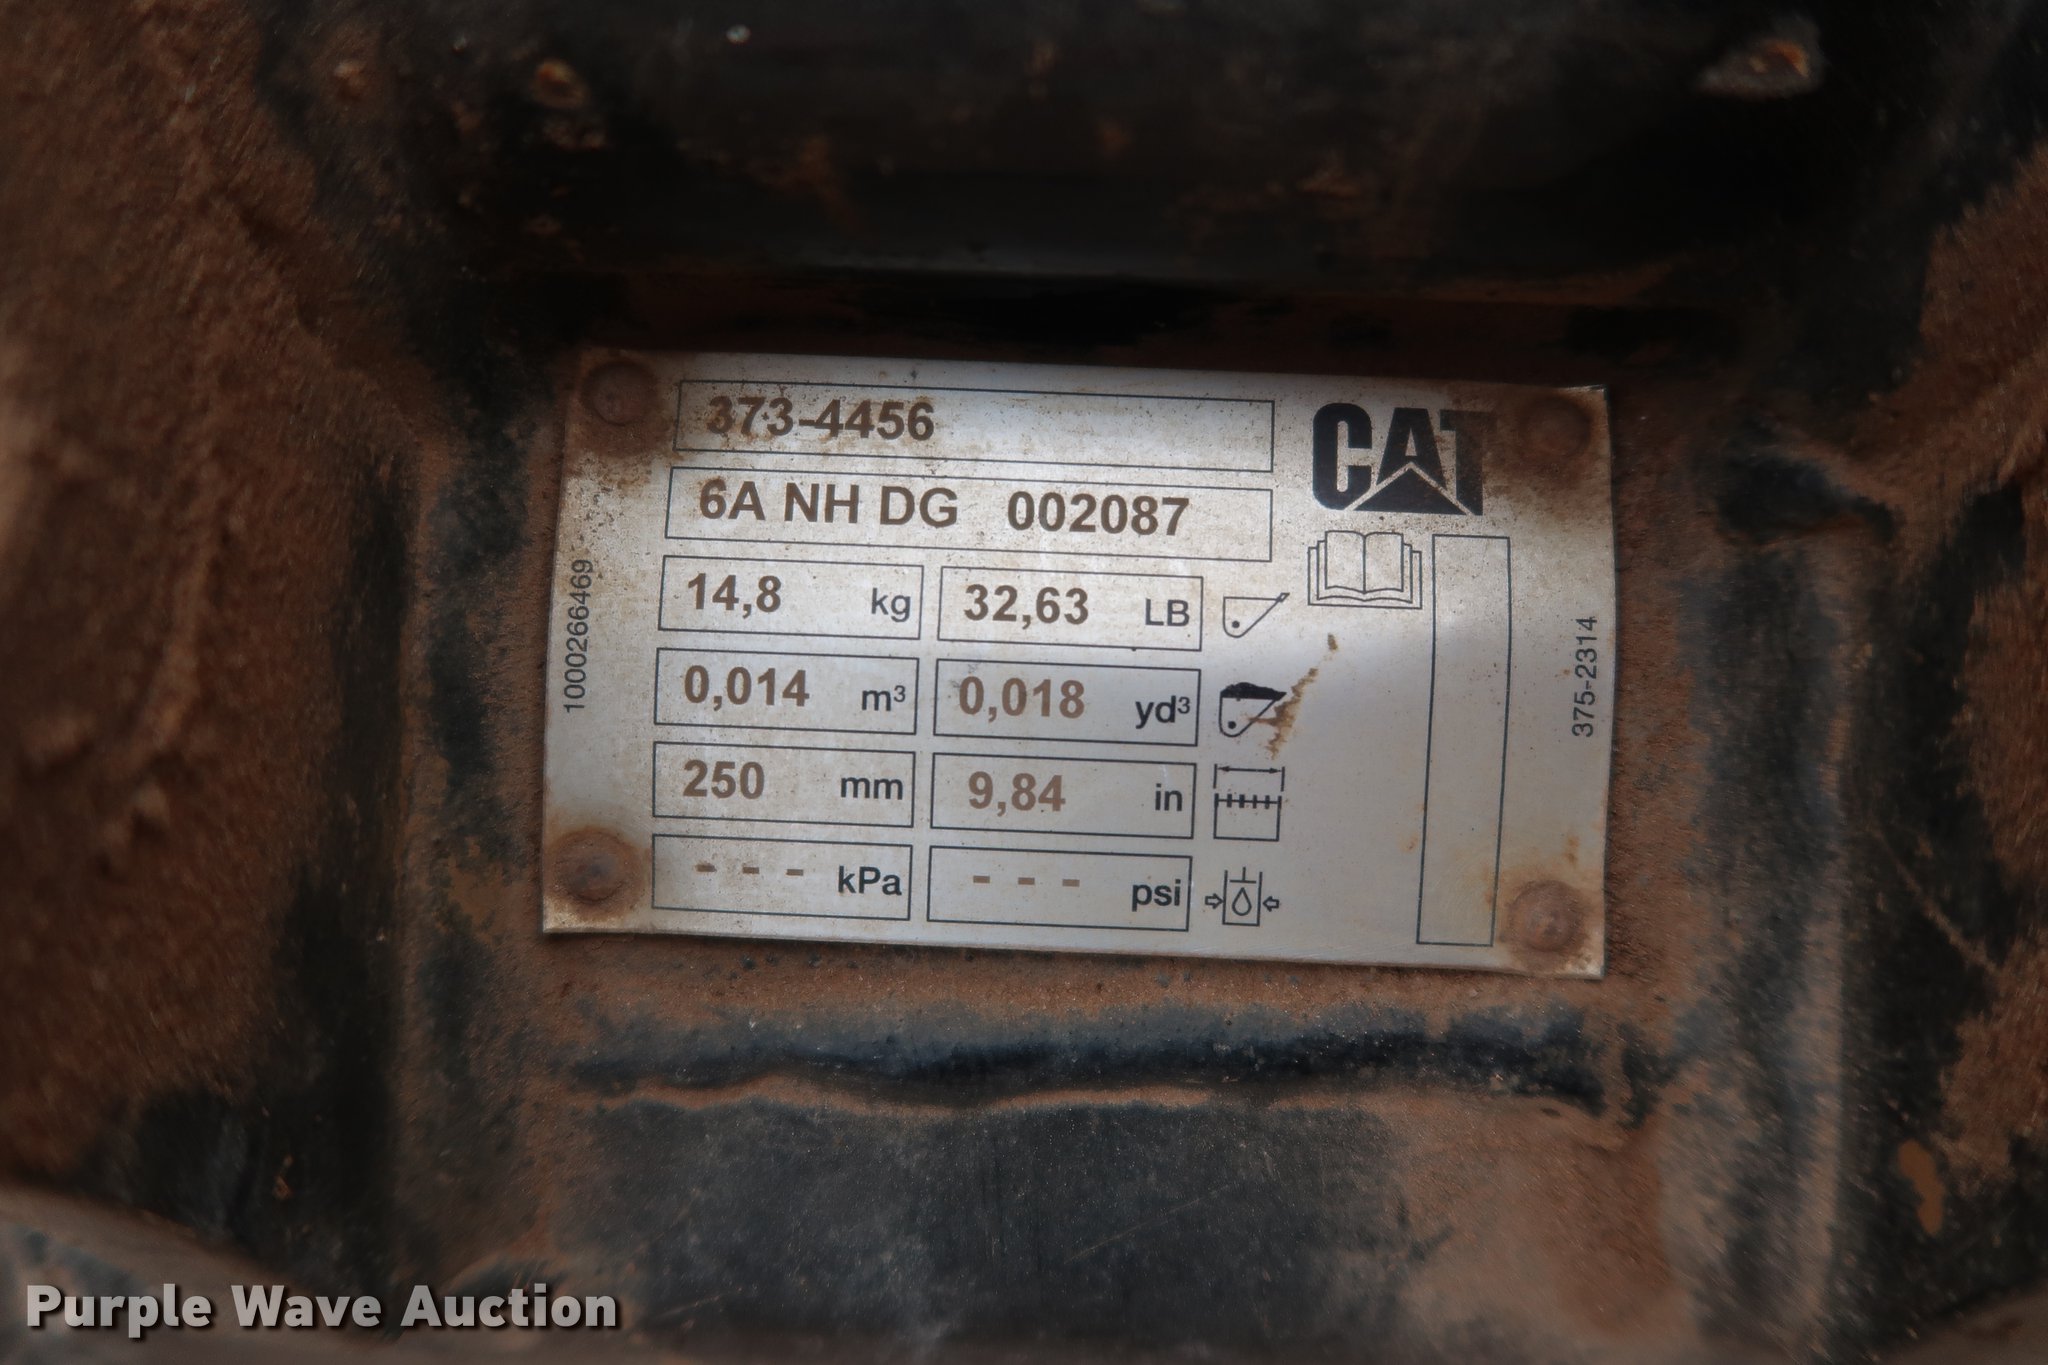 373-4456
CAT
6A NH DG 002087
14,8 kg 32,63 LB
0,014 m³ 0,018 yd³
250 mm 9,84 in
- - - kPa - - - psi
1000266469
375-2314
Purple Wave Auction